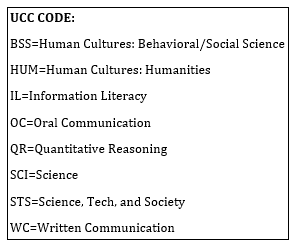 UCC CODE:
BSS=Human Cultures: Behavioral/Social Science
HUM=Human Cultures: Humanities
IL=Information Literacy
OC=Oral Communication
QR=Quantitative Reasoning
SCI=Science
STS=Science, Tech, and Society
WC=Written Communication